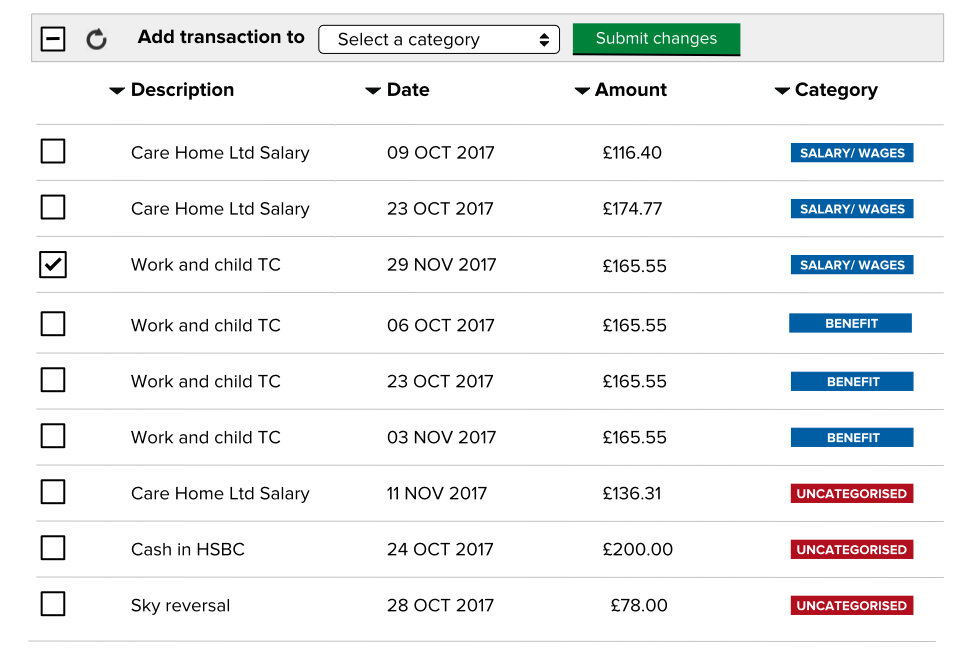 Add transaction to Select a category Submit changes
Description Date Amount Category
Care Home Ltd Salary 09 OCT 2017 £116.40 SALARY/ WAGES
Care Home Ltd Salary 23 OCT 2017 £174.77 SALARY/ WAGES
Work and child TC 29 NOV 2017 £165.55 SALARY/ WAGES
Work and child TC 06 OCT 2017 £165.55 BENEFIT
Work and child TC 23 OCT 2017 £165.55 BENEFIT
Work and child TC 03 NOV 2017 £165.55 BENEFIT
Care Home Ltd Salary 11 NOV 2017 £136.31 UNCATEGORISED
Cash in HSBC 24 OCT 2017 £200.00 UNCATEGORISED
Sky reversal 28 OCT 2017 £78.00 UNCATEGORISED